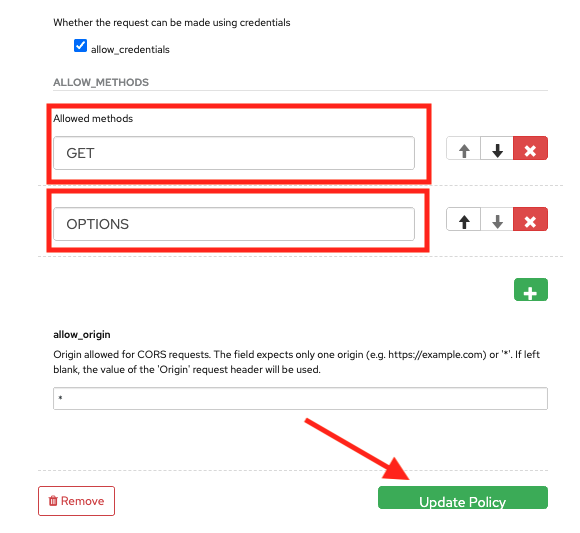 Whether the request can be made using credentials
allow_credentials
ALLOW_METHODS
Allowed methods
GET
OPTIONS
allow_origin
Origin allowed for CORS requests. The field expects only one origin (e.g. https://example.com) or '*'. If left
blank, the value of the 'Origin' request header will be used.
*
Remove
Update Policy